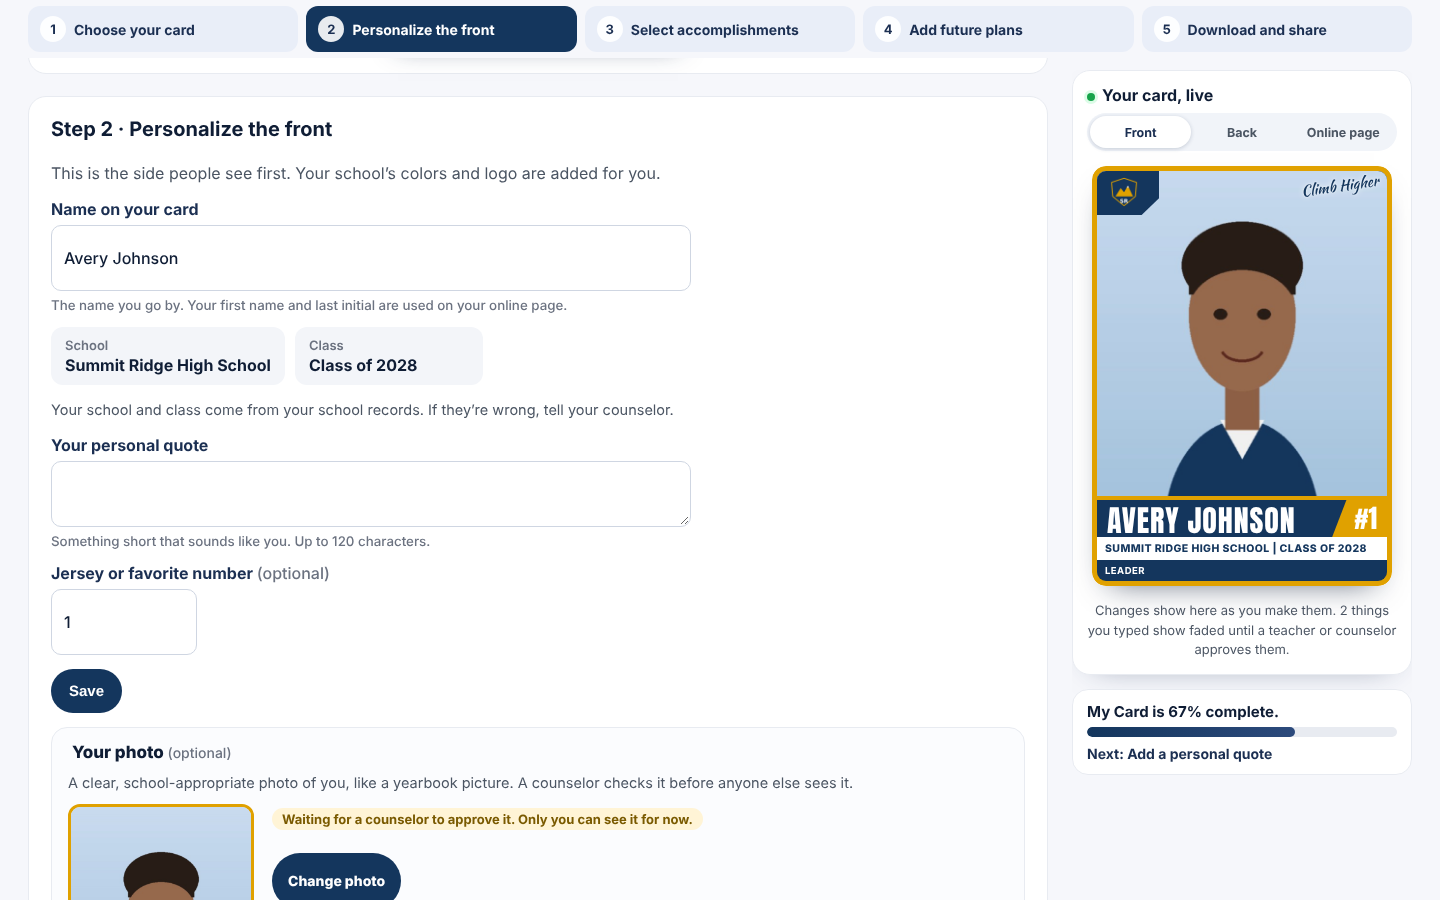 1 Choose your card
2 Personalize the front
3 Select accomplishments
4 Add future plans
5 Download and share
Step 2 · Personalize the front
This is the side people see first. Your school’s colors and logo are added for you.
Name on your card
Avery Johnson
The name you go by. Your first name and last initial are used on your online page.
School
Summit Ridge High School
Class
Class of 2028
Your school and class come from your school records. If they’re wrong, tell your counselor.
Your personal quote
Something short that sounds like you. Up to 120 characters.
Jersey or favorite number (optional)
1
Save
Your photo (optional)
A clear, school-appropriate photo of you, like a yearbook picture. A counselor checks it before anyone else sees it.
Waiting for a counselor to approve it. Only you can see it for now.
Change photo
Your card, live
Front
Back
Online page
SR
Climb Higher
AVERY JOHNSON
#1
SUMMIT RIDGE HIGH SCHOOL | CLASS OF 2028
LEADER
Changes show here as you make them. 2 things
you typed show faded until a teacher or counselor
approves them.
My Card is 67% complete.
Next: Add a personal quote